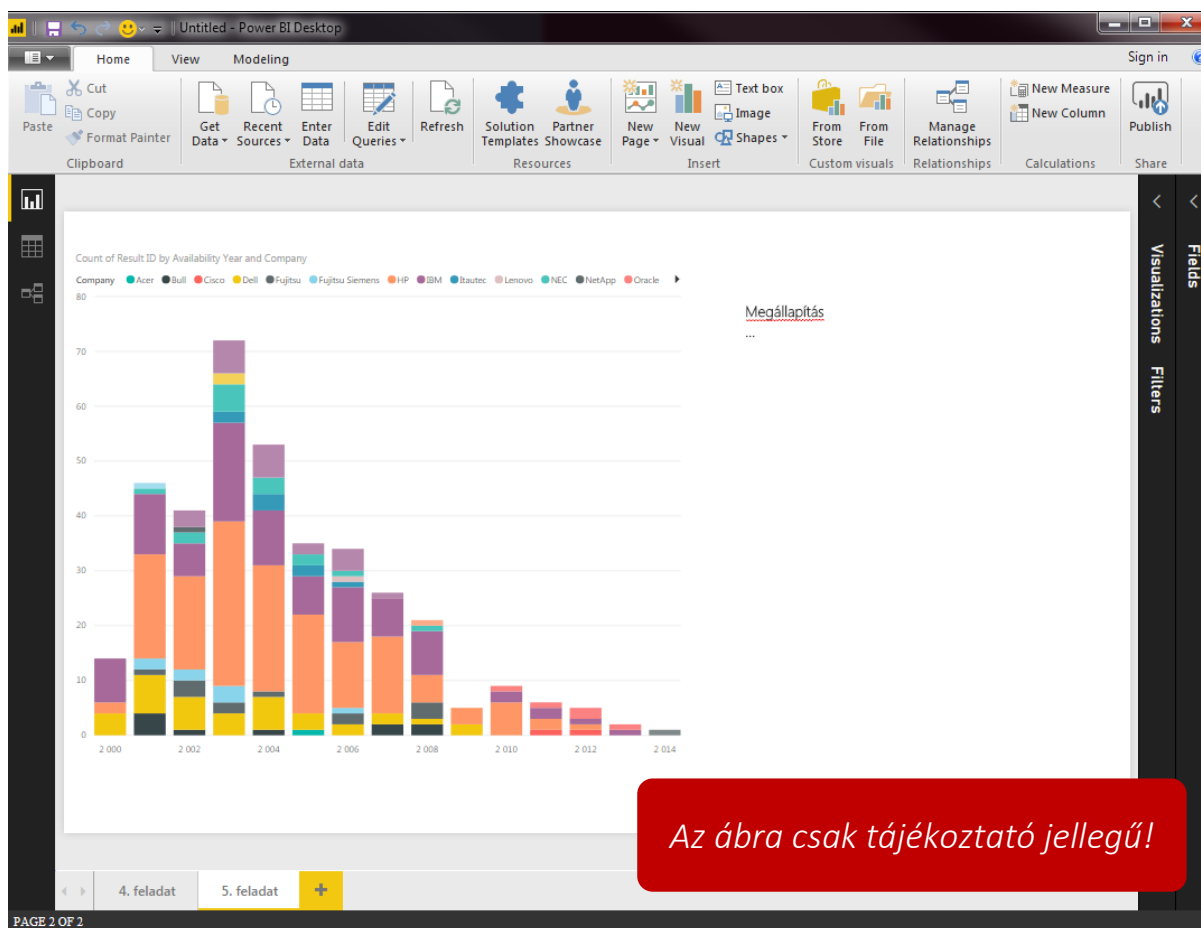 Untitled - Power BI Desktop
Home View Modeling Sign in
Paste
Cut
Copy
Format Painter
Clipboard
Get Data
Recent Sources
Enter Data
Edit Queries
External data
Refresh
Solution Templates
Partner Showcase
Resources
New Page
New Visual
Text box
Image
Shapes
Insert
From Store
From File
Custom visuals
Manage Relationships
Relationships
New Measure
New Column
Calculations
Publish
Share
Visualizations
Filters
Fields
Count of Result ID by Availability Year and Company
Company Acer Bull Cisco Dell Fujitsu Fujitsu Siemens HP IBM Itautec Lenovo NEC NetApp Oracle
80
70
60
50
40
30
20
10
0
2 000 2 002 2 004 2 006 2 008 2 010 2 012 2 014
Megállapítás
...
Az ábra csak tájékoztató jellegű!
4. feladat 5. feladat +
PAGE 2 OF 2